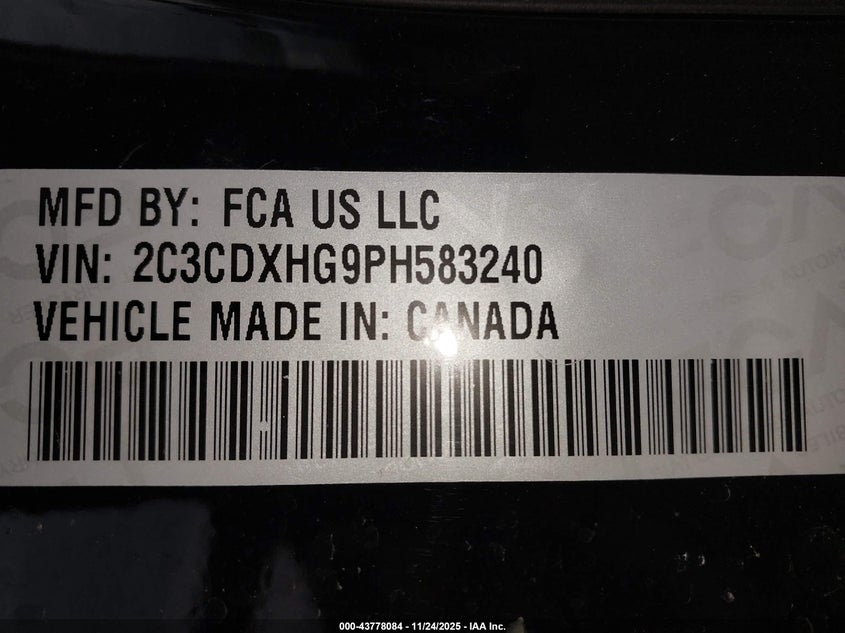 MFD BY: FCA US LLC
VIN: 2C3CDXHG9PH583240
VEHICLE MADE IN: CANADA
000-43778084 - 11/24/2025 - IAA Inc.